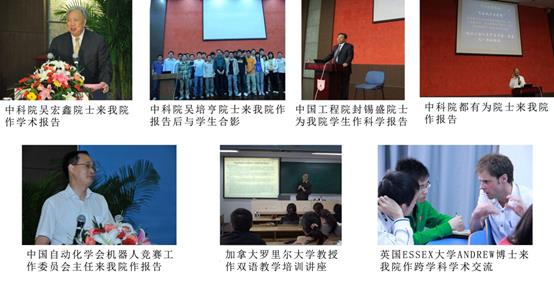 中科院吴宏鑫院士来我院
作学术报告
中科院吴培亨院士来我院作
报告后与学生合影
中国工程院封锡盛院士
为我院学生作科学报告
中科院都有为院士来我院
作报告
中国自动化学会机器人竞赛工
作委员会主任来我院作报告
加拿大罗里尔大学教授
作双语教学培训讲座
英国ESSEX大学ANDREW博士来
我院作跨学科学术交流